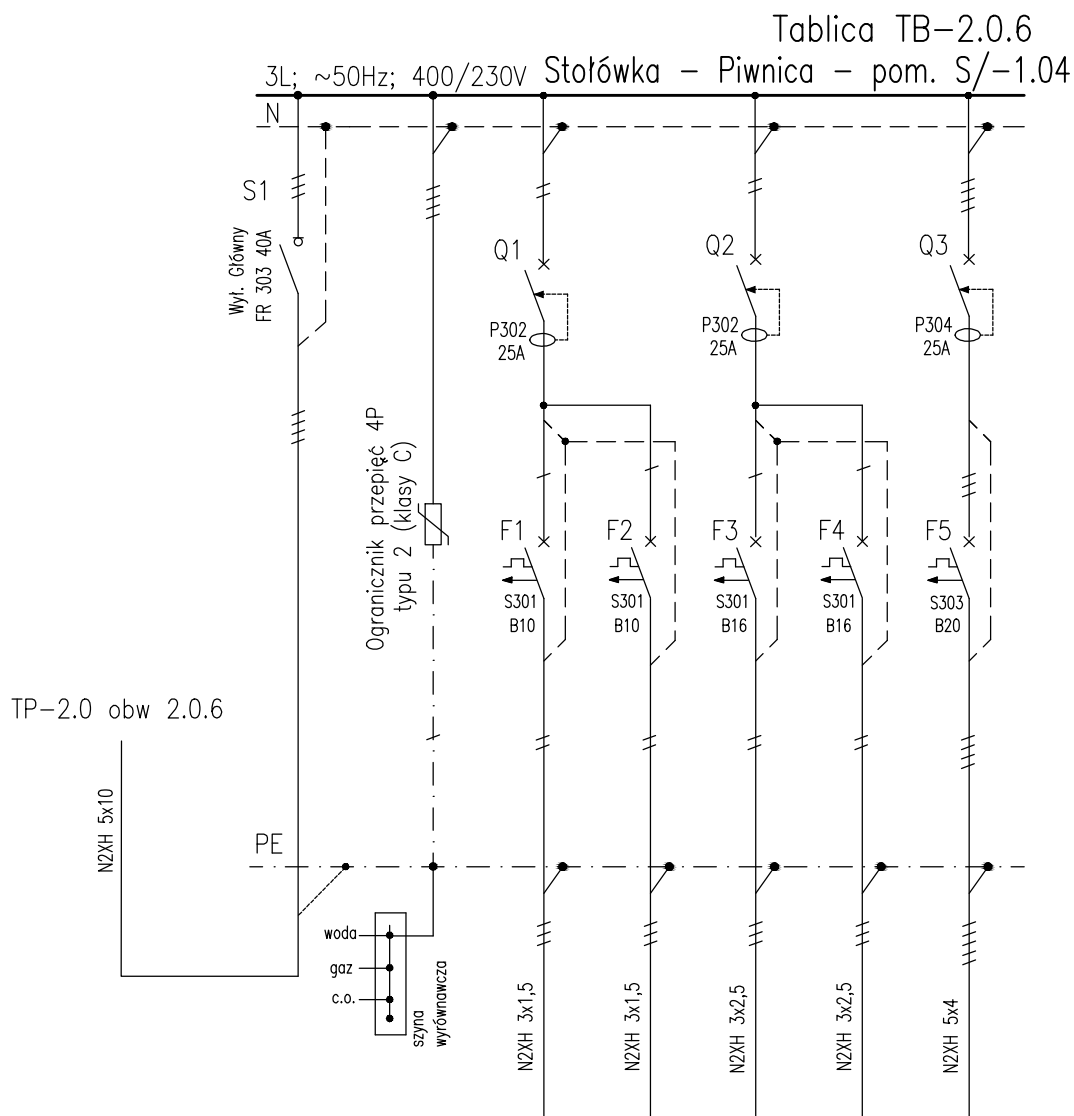 Tablica TB-2.0.6
3L; ~50Hz; 400/230V
Stołówka - Piwnica - pom. S/-1.04
N
S1
Wył. Główny
FR 303 40A
Q1
P302
25A
Q2
P302
25A
Q3
P304
25A
Ogranicznik przepięć 4P
typu 2 (klasy C)
F1
S301
B10
F2
S301
B10
F3
S301
B16
F4
S301
B16
F5
S303
B20
TP-2.0 obw 2.0.6
N2XH 5x10
PE
woda
gaz
c.o.
szyna
wyrównawcza
N2XH 3x1,5
N2XH 3x1,5
N2XH 3x2,5
N2XH 3x2,5
N2XH 5x4